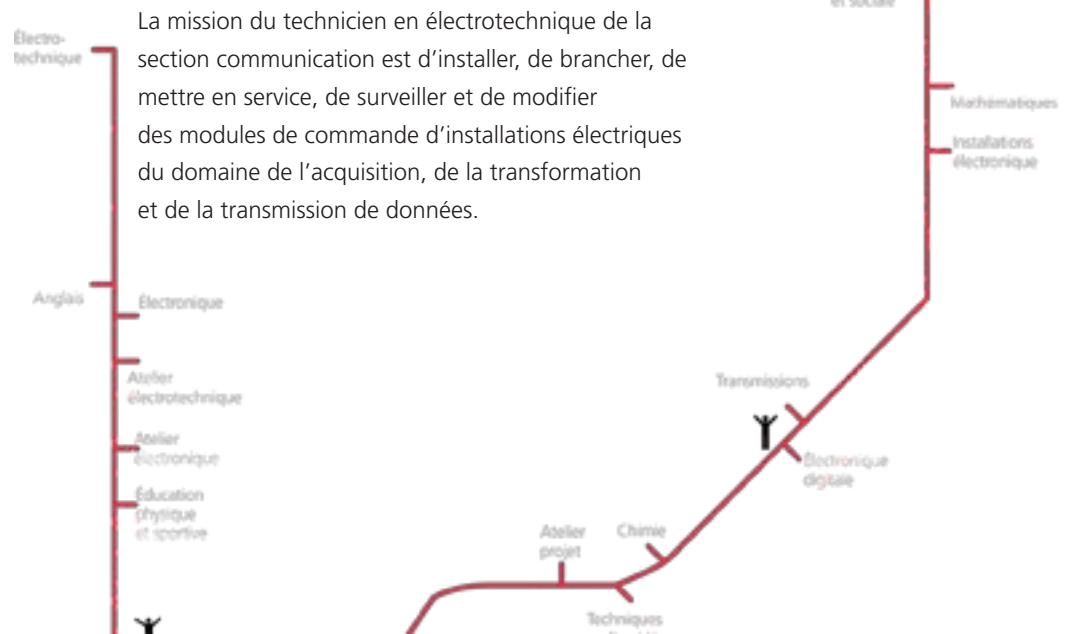 et sociale
La mission du technicien en électrotechnique de la
section communication est d’installer, de brancher, de
mettre en service, de surveiller et de modifier
des modules de commande d’installations électriques
du domaine de l’acquisition, de la transformation
et de la transmission de données.
Électro-
technique
Mathématiques
Installations
électronique
Anglais
Électronique
Atelier
électrotechnique
Atelier
électronique
Éducation
physique
et sportive
Transmissions
Électronique
digitale
Atelier
projet
Chimie
Techniques